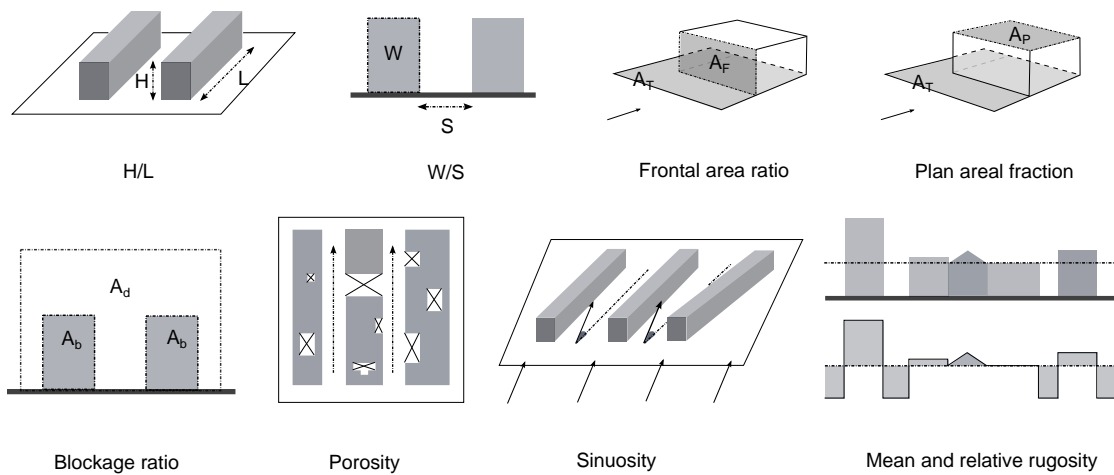 H
L
H/L
W
S
W/S
A_F
A_T
Frontal area ratio
A_P
A_T
Plan areal fraction
A_d
A_b
A_b
Blockage ratio
Porosity
Sinuosity
Mean and relative rugosity